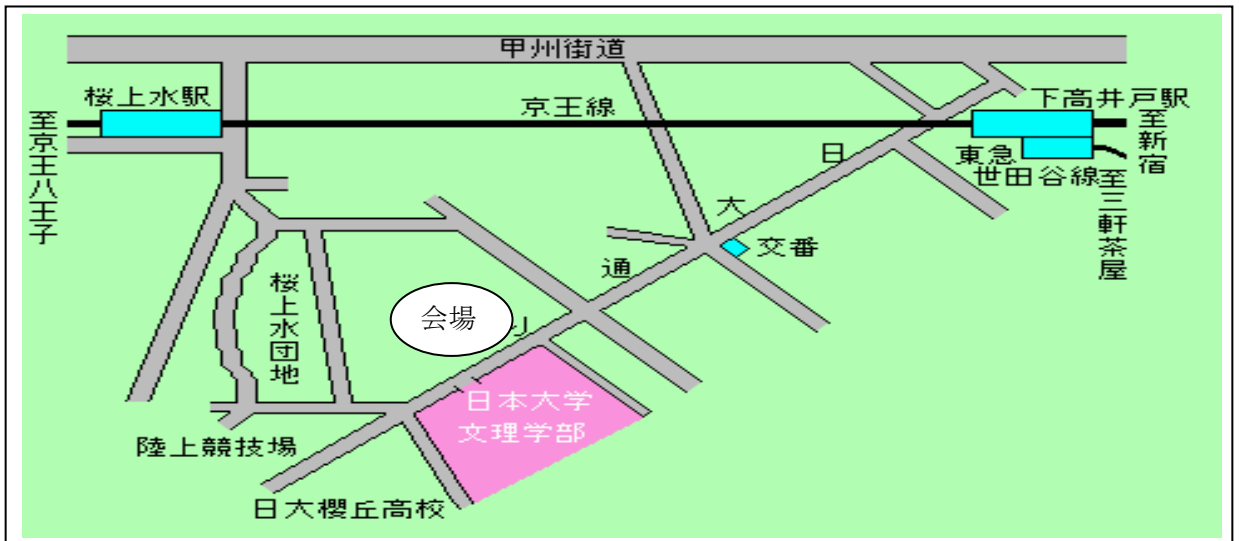 甲州街道
桜上水駅
京王線
下高井戸駅
至京王八王子
至新宿
東急
世田谷線
至三軒茶屋
日大通り
交番
桜上水団地
会場
日本大学
文理学部
陸上競技場
日大櫻丘高校